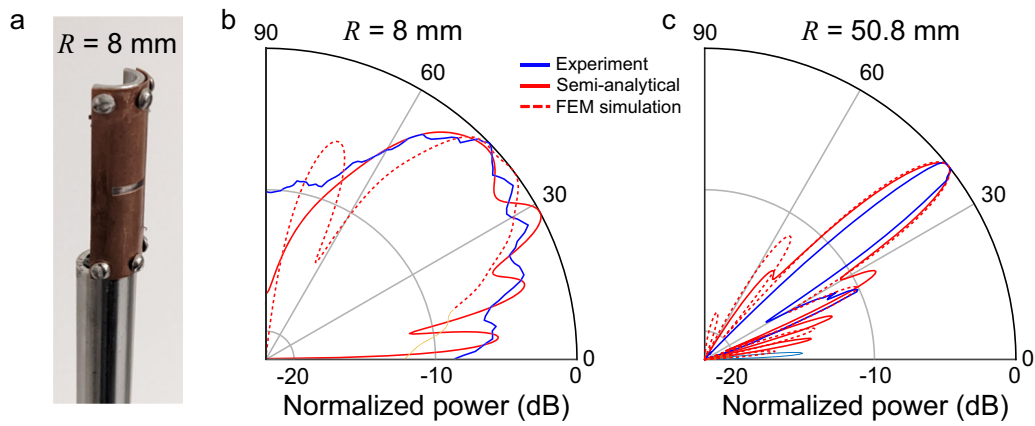 a
R = 8 mm
b
R = 8 mm
90
60
30
0
-20
-10
0
Normalized power (dB)
Experiment
Semi-analytical
FEM simulation
c
R = 50.8 mm
90
60
30
0
-20
-10
0
Normalized power (dB)